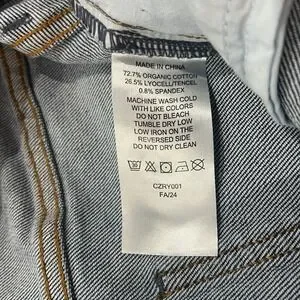 MADE IN CHINA
72.7% ORGANIC COTTON
26.5% LYOCELL/TENCEL
0.8% SPANDEX
MACHINE WASH COLD
WITH LIKE COLORS
DO NOT BLEACH
TUMBLE DRY LOW
LOW IRON ON THE
REVERSED SIDE
DO NOT DRY CLEAN
CZRY001
FA/24